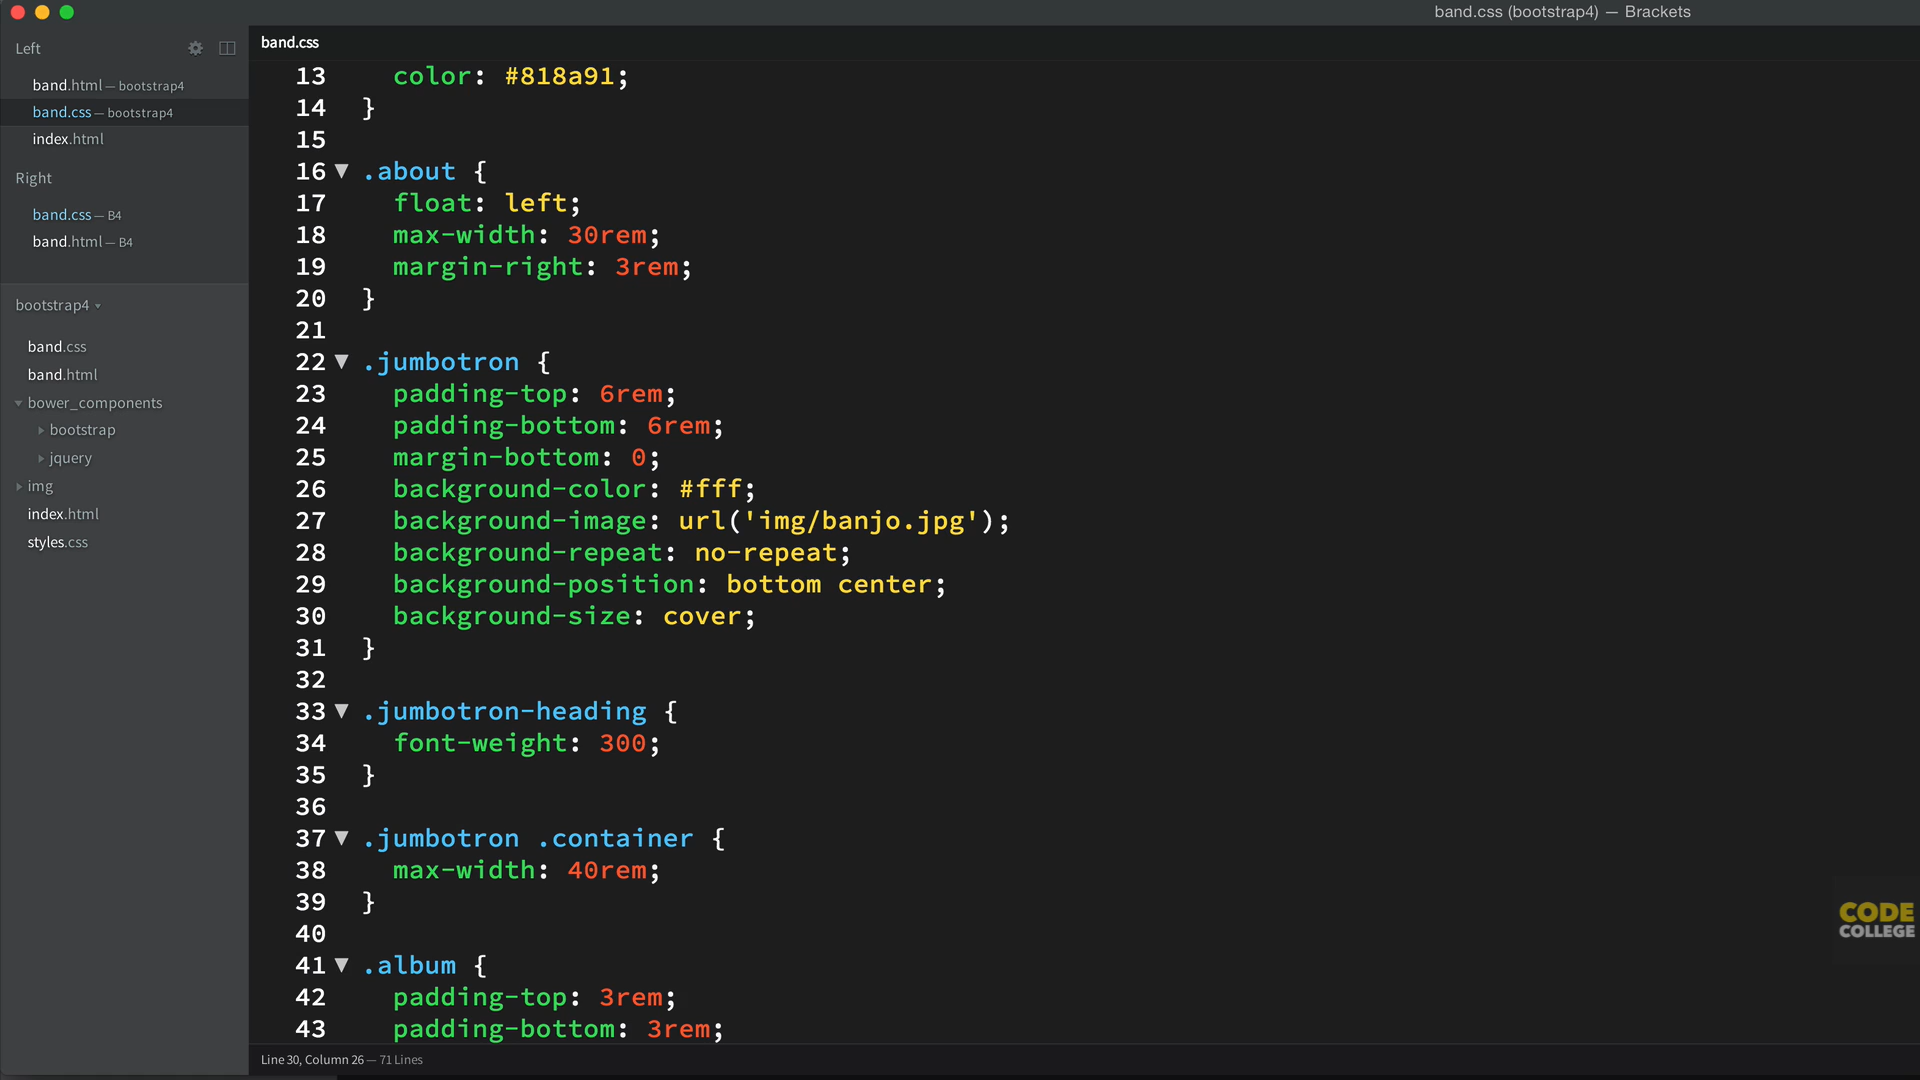 band.css (bootstrap4) — Brackets
Left
band.html — bootstrap4
band.css — bootstrap4
index.html
Right
band.css — B4
band.html — B4
bootstrap4
band.css
band.html
bower_components
bootstrap
jquery
img
index.html
styles.css
band.css
13 color: #818a91;
14 }
15
16 .about {
17 float: left;
18 max-width: 30rem;
19 margin-right: 3rem;
20 }
21
22 .jumbotron {
23 padding-top: 6rem;
24 padding-bottom: 6rem;
25 margin-bottom: 0;
26 background-color: #fff;
27 background-image: url('img/banjo.jpg');
28 background-repeat: no-repeat;
29 background-position: bottom center;
30 background-size: cover;
31 }
32
33 .jumbotron-heading {
34 font-weight: 300;
35 }
36
37 .jumbotron .container {
38 max-width: 40rem;
39 }
40
41 .album {
42 padding-top: 3rem;
43 padding-bottom: 3rem;
Line 30, Column 26 — 71 Lines
CODE
COLLEGE